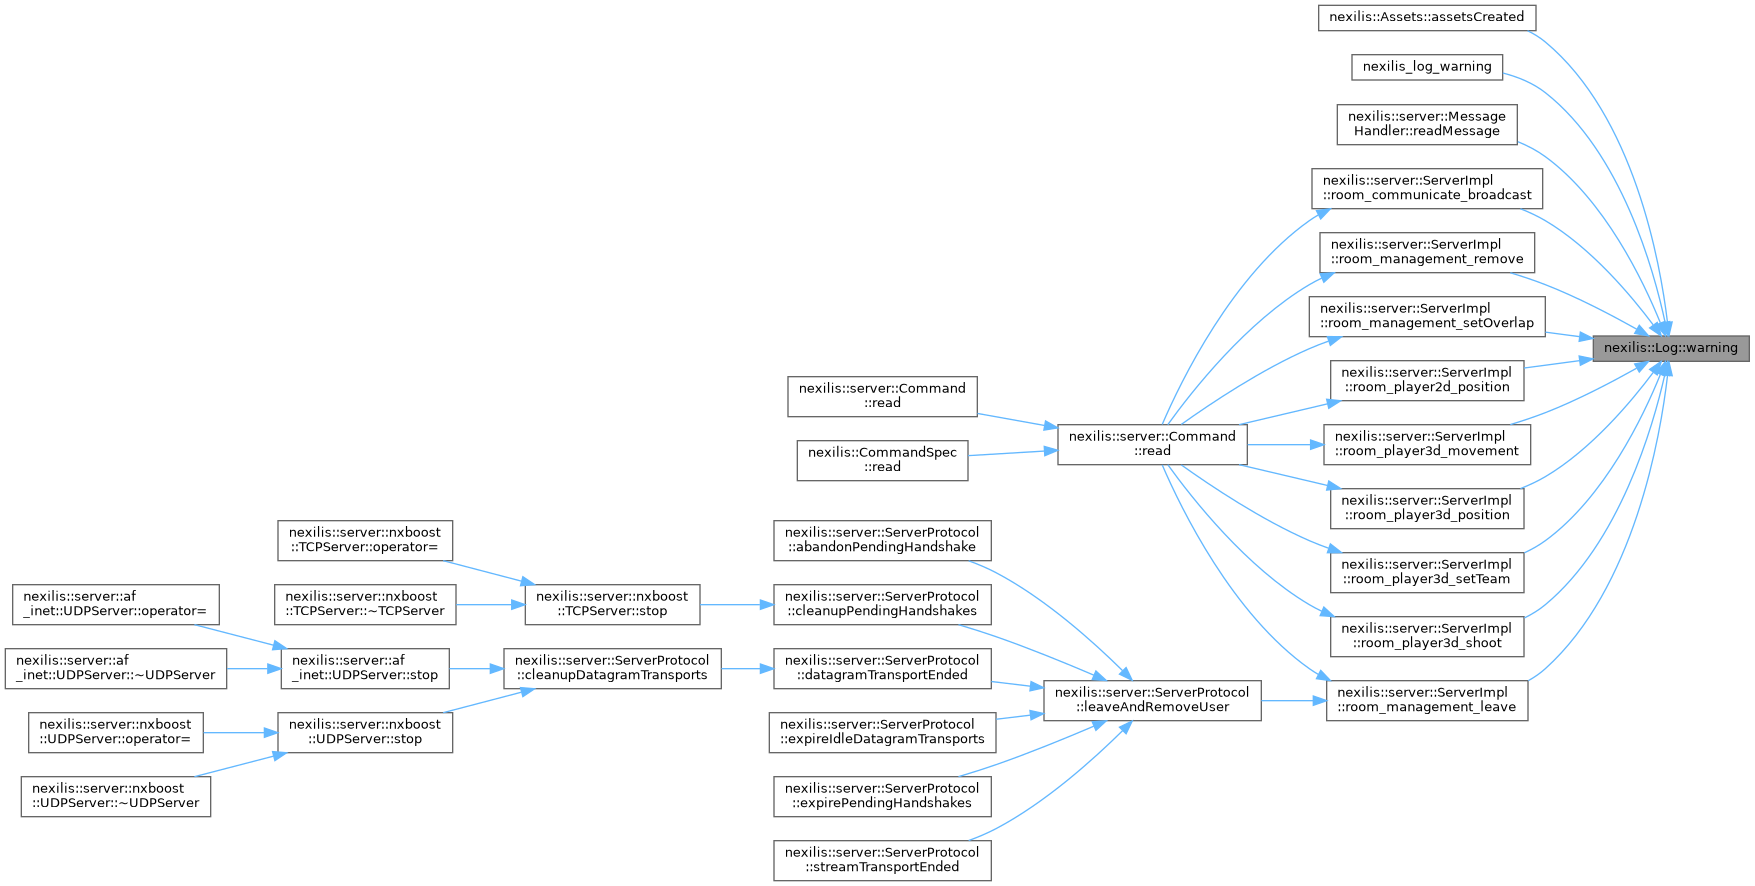 nexilis::Assets::assetsCreated
nexilis_log_warning
nexilis::server::Message
Handler::readMessage
nexilis::server::ServerImpl
::room_communicate_broadcast
nexilis::server::ServerImpl
::room_management_remove
nexilis::server::ServerImpl
::room_management_setOverlap
nexilis::Log::warning
nexilis::server::ServerImpl
::room_player2d_position
nexilis::server::Command
::read
nexilis::server::ServerImpl
::room_player3d_movement
nexilis::server::Command
::read
nexilis::CommandSpec
::read
nexilis::server::ServerImpl
::room_player3d_position
nexilis::server::nxboost
::TCPServer::operator=
nexilis::server::ServerProtocol
::abandonPendingHandshake
nexilis::server::ServerImpl
::room_player3d_setTeam
nexilis::server::af
_inet::UDPServer::operator=
nexilis::server::nxboost
::TCPServer::~TCPServer
nexilis::server::nxboost
::TCPServer::stop
nexilis::server::ServerProtocol
::cleanupPendingHandshakes
nexilis::server::ServerImpl
::room_player3d_shoot
nexilis::server::af
_inet::UDPServer::~UDPServer
nexilis::server::af
_inet::UDPServer::stop
nexilis::server::ServerProtocol
::cleanupDatagramTransports
nexilis::server::ServerProtocol
::datagramTransportEnded
nexilis::server::ServerProtocol
::leaveAndRemoveUser
nexilis::server::ServerImpl
::room_management_leave
nexilis::server::nxboost
::UDPServer::operator=
nexilis::server::nxboost
::UDPServer::stop
nexilis::server::ServerProtocol
::expireIdleDatagramTransports
nexilis::server::nxboost
::UDPServer::~UDPServer
nexilis::server::ServerProtocol
::expirePendingHandshakes
nexilis::server::ServerProtocol
::streamTransportEnded